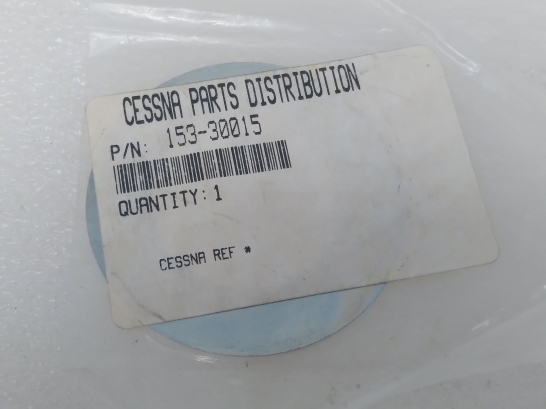 CESSNA PARTS DISTRIBUTION
P/N: 153-30015
QUANTITY: 1
CESSNA REF #